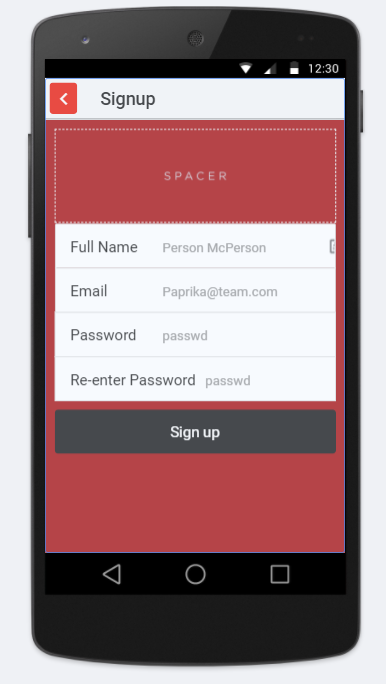 12:30
Signup
SPACER
Full Name Person McPerson
Email Paprika@team.com
Password passwd
Re-enter Password passwd
Sign up